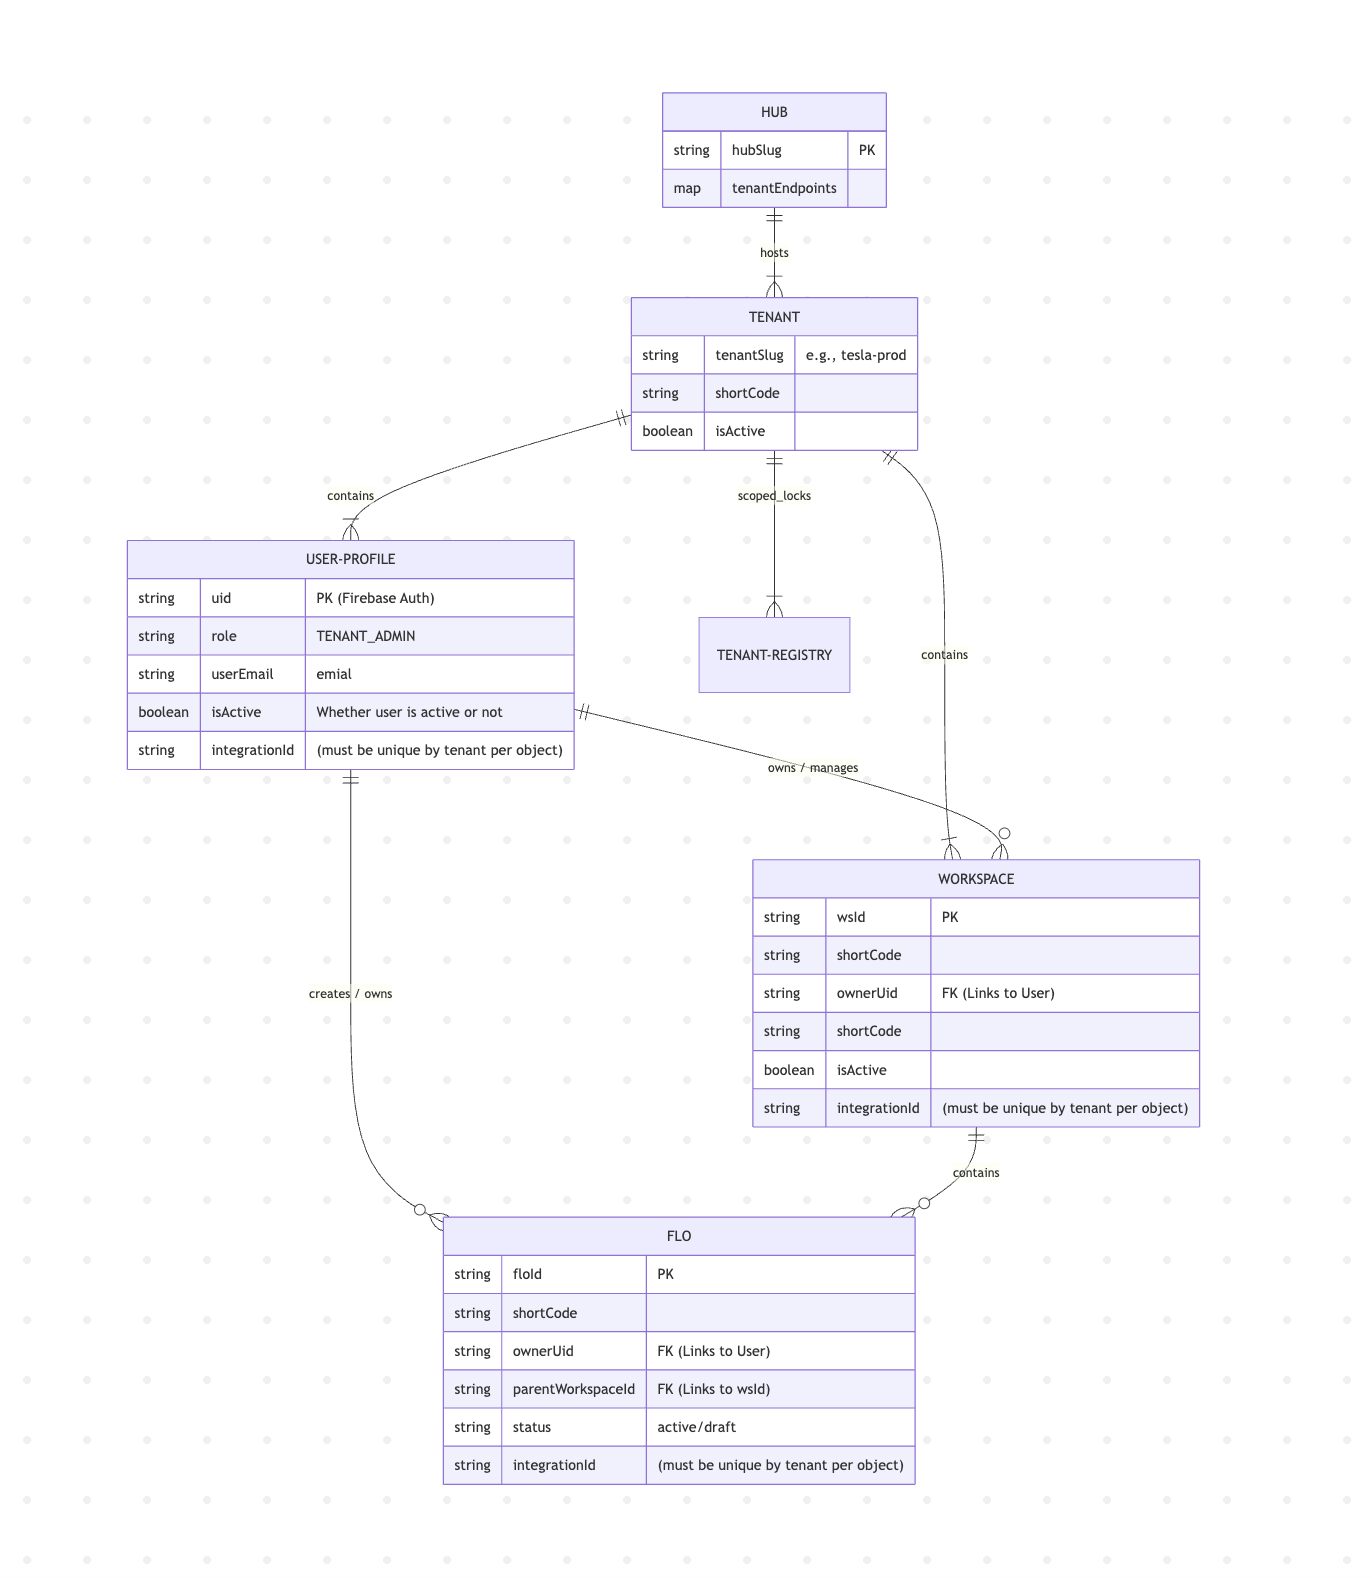 HUB
string hubSlug PK
map tenantEndpoints
hosts
TENANT
string tenantSlug e.g., tesla-prod
string shortCode
boolean isActive
contains
scoped_locks
USER-PROFILE
string uid PK (Firebase Auth)
string role TENANT_ADMIN
string userEmail emial
boolean isActive Whether user is active or not
string integrationId (must be unique by tenant per object)
TENANT-REGISTRY
contains
owns / manages
WORKSPACE
string wsId PK
string shortCode
string ownerUid FK (Links to User)
string shortCode
boolean isActive
string integrationId (must be unique by tenant per object)
creates / owns
contains
FLO
string floId PK
string shortCode
string ownerUid FK (Links to User)
string parentWorkspaceId FK (Links to wsId)
string status active/draft
string integrationId (must be unique by tenant per object)